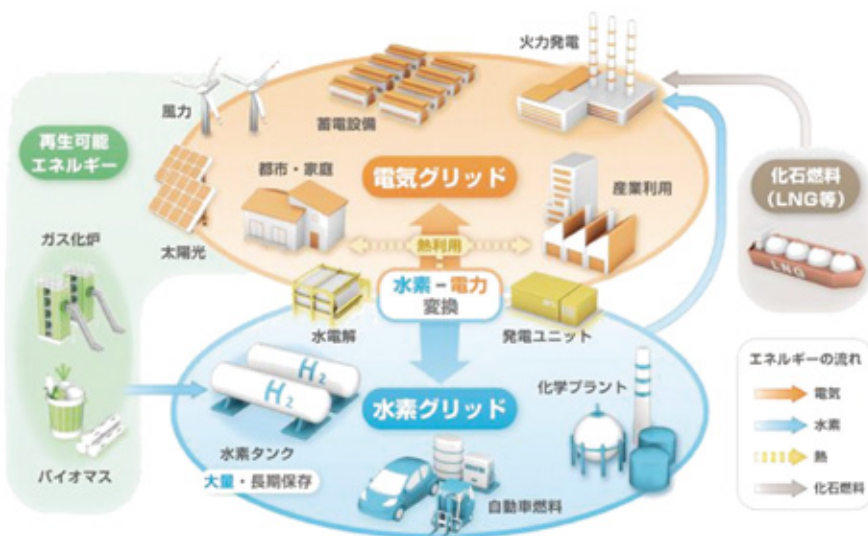 火力発電
風力
蓄電設備
再生可能
エネルギー
都市・家庭
電気グリッド
産業利用
化石燃料
(LNG等)
ガス化炉
太陽光
熱利用
LNG
水素-電力
変換
水電解
発電ユニット
エネルギーの流れ
H2
H2
化学プラント
電気
水素グリッド
水素
水素タンク
熱
バイオマス
大量・長期保存
自動車燃料
化石燃料